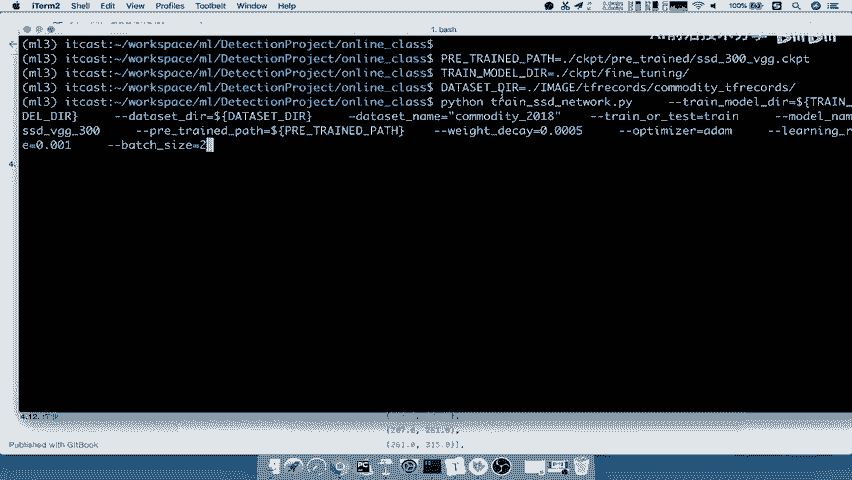 iTerm2 Shell Edit View Profiles Toolbelt Window Help 100%
1. bash
(ml3) itcast:~/workspace/ml/DetectionProject/online_class$
(ml3) itcast:~/workspace/ml/DetectionProject/online_class$ PRE_TRAINED_PATH=./ckpt/pre_trained/ssd_300_vgg.ckpt
(ml3) itcast:~/workspace/ml/DetectionProject/online_class$ TRAIN_MODEL_DIR=./ckpt/fine_tuning/
(ml3) itcast:~/workspace/ml/DetectionProject/online_class$ DATASET_DIR=./IMAGE/tfrecords/commodity_tfrecords/
(ml3) itcast:~/workspace/ml/DetectionProject/online_class$ python train_ssd_network.py --train_model_dir=${TRAIN_
DEL_DIR} --dataset_dir=${DATASET_DIR} --dataset_name="commodity_2018" --train_or_test=train --model_name
ssd_vgg_300 --pre_trained_path=${PRE_TRAINED_PATH} --weight_decay=0.0005 --optimizer=adam --learning_r
e=0.001 --batch_size=2
Published with GitBook
[261.0, 315.0]],